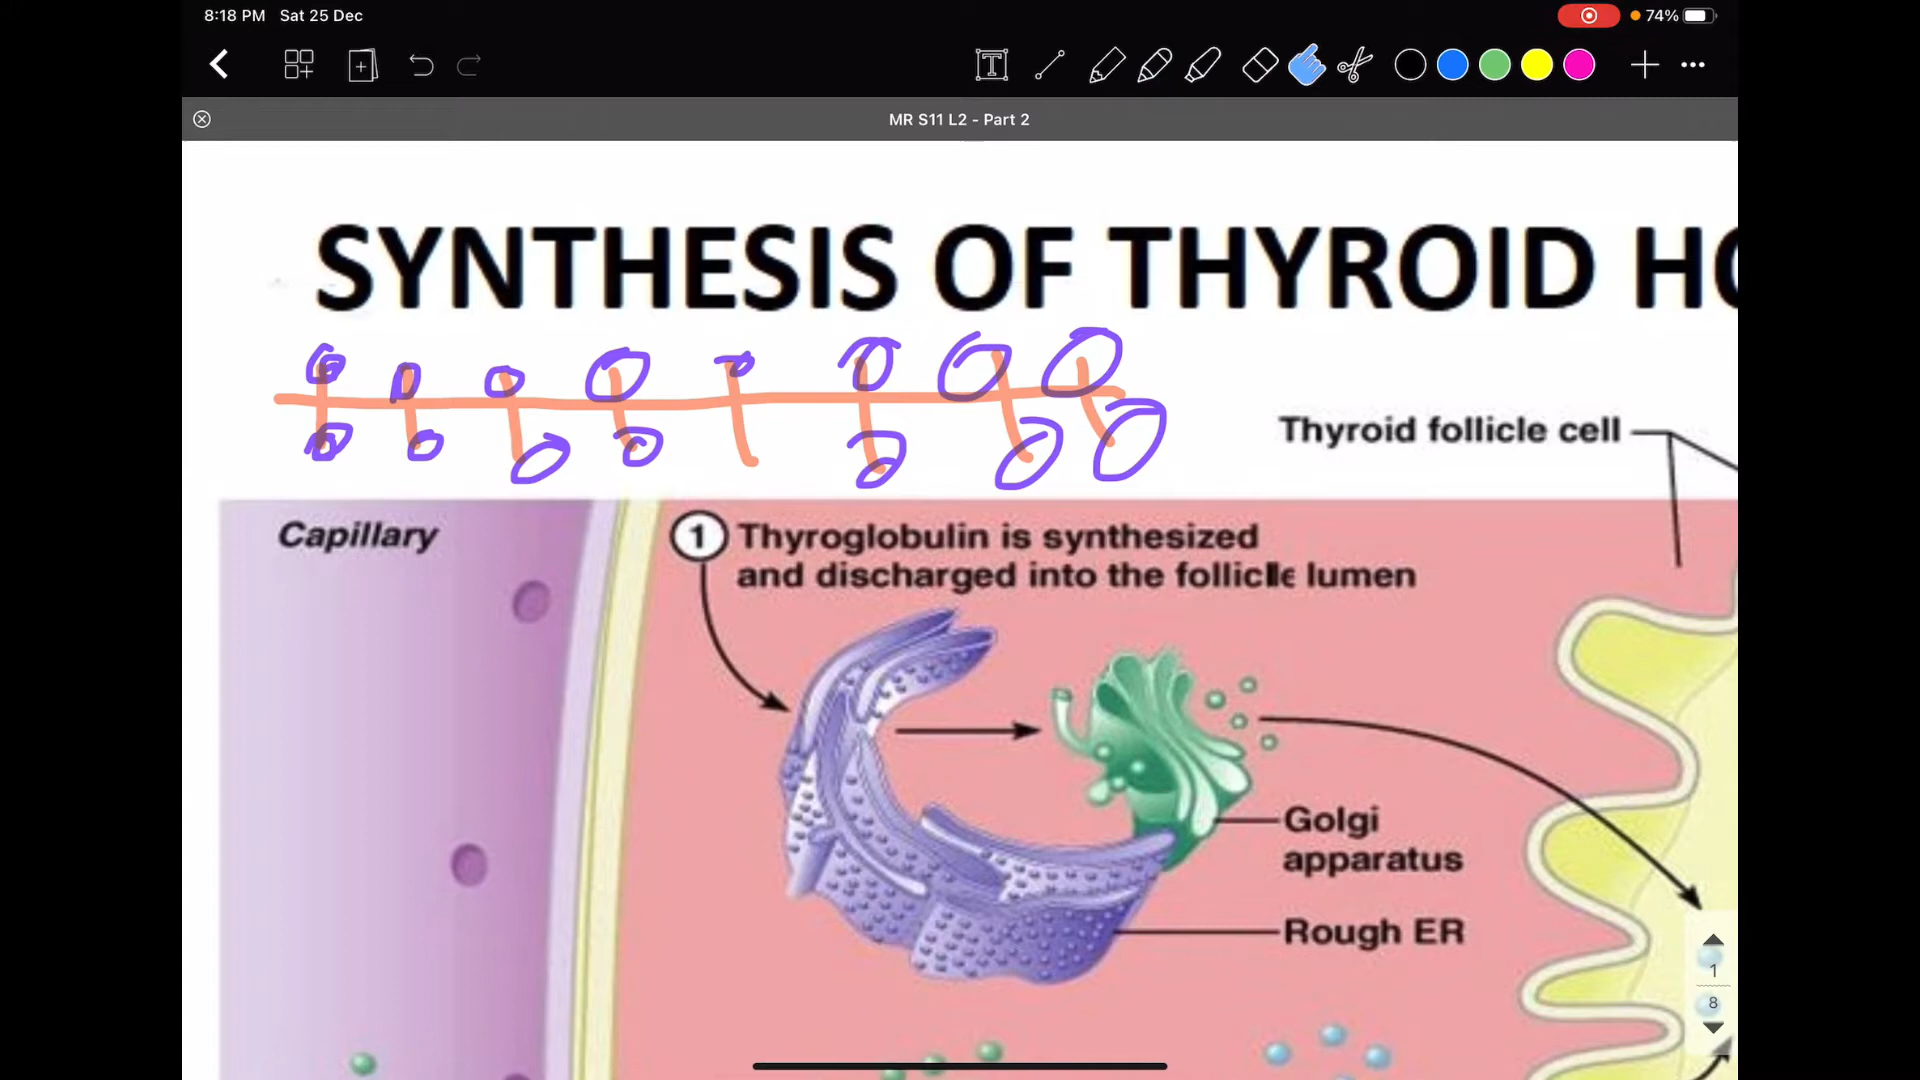 8:18 PM Sat 25 Dec
74%
T
MR S11 L2 - Part 2
SYNTHESIS OF THYROID HO
Thyroid follicle cell
Capillary
1 Thyroglobulin is synthesized
and discharged into the follicle lumen
Golgi
apparatus
Rough ER
1
8